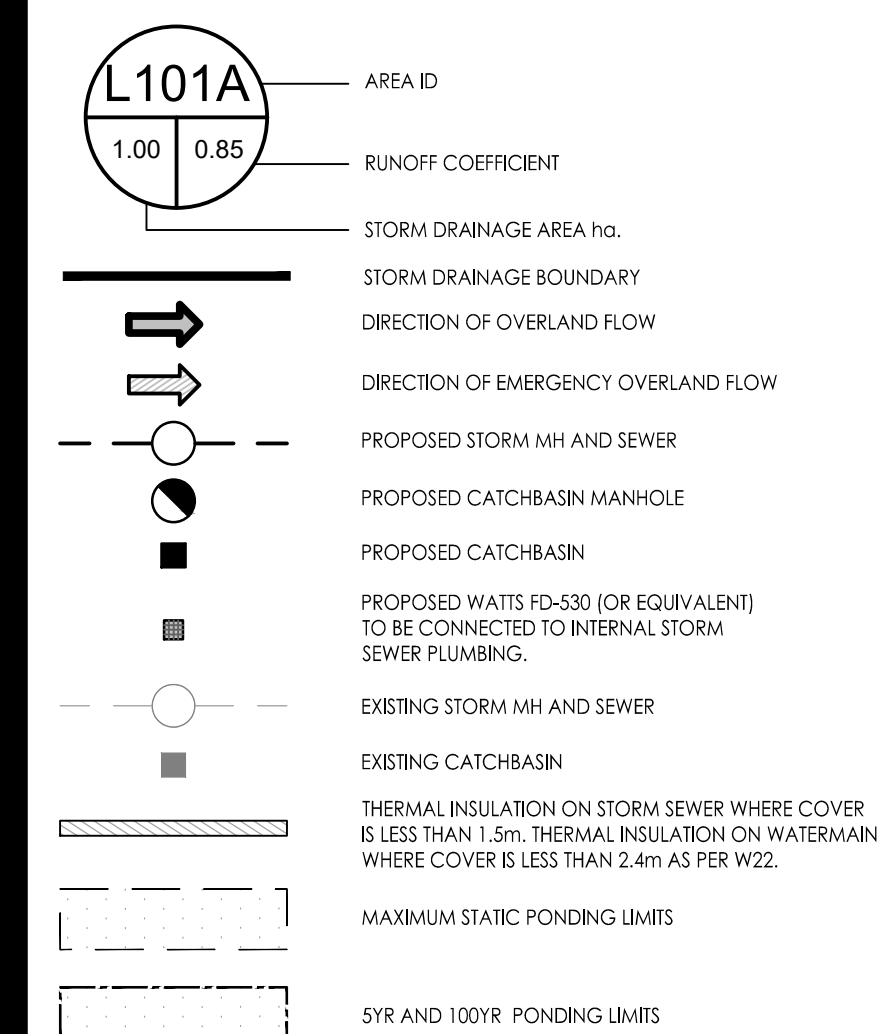 L101A
AREA ID
1.00 0.85
RUNOFF COEFFICIENT
STORM DRAINAGE AREA ha.
STORM DRAINAGE BOUNDARY
DIRECTION OF OVERLAND FLOW
DIRECTION OF EMERGENCY OVERLAND FLOW
PROPOSED STORM MH AND SEWER
PROPOSED CATCHBASIN MANHOLE
PROPOSED CATCHBASIN
PROPOSED WATTS FD-530 (OR EQUIVALENT)
TO BE CONNECTED TO INTERNAL STORM
SEWER PLUMBING.
EXISTING STORM MH AND SEWER
EXISTING CATCHBASIN
THERMAL INSULATION ON STORM SEWER WHERE COVER
IS LESS THAN 1.5m. THERMAL INSULATION ON WATERMAIN
WHERE COVER IS LESS THAN 2.4m AS PER W22.
MAXIMUM STATIC PONDING LIMITS
5YR AND 100YR PONDING LIMITS